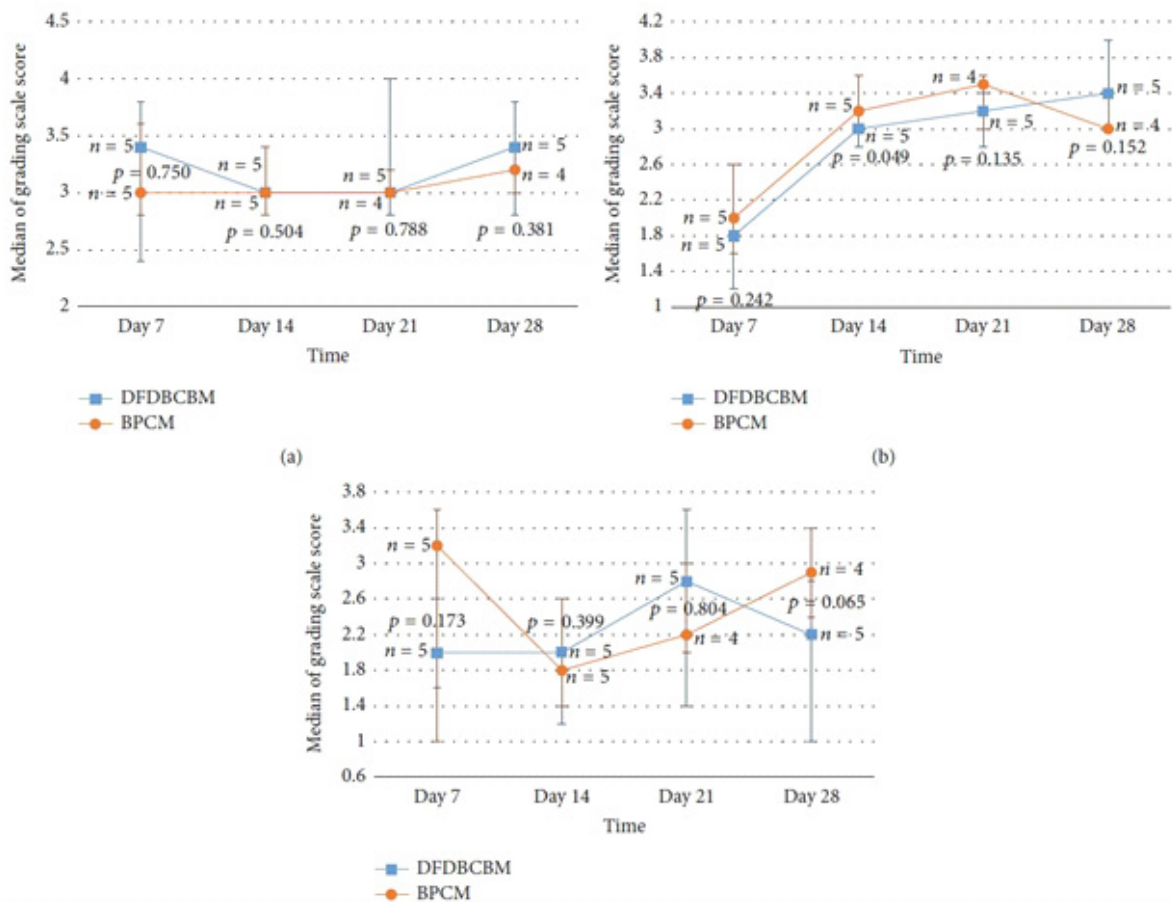 Median of grading scale score
4.5
4
3.5
3
2.5
2
n = 5
p = 0.750
n = 5
n = 5
n = 5
p = 0.504
n = 5
n = 4
p = 0.788
n = 5
n = 4
p = 0.381
Day 7 Day 14 Day 21 Day 28
Time
DFDBCBM
BPCM
(a)
Median of grading scale score
4.2
3.8
3.4
3
2.6
2.2
1.8
1.4
1
n = 5
n = 5
p = 0.242
n = 5
n = 5
p = 0.049
n = 4
n = 5
p = 0.135
n = 5
n = 4
p = 0.152
Day 7 Day 14 Day 21 Day 28
Time
DFDBCBM
BPCM
(b)
Median of grading scale score
3.8
3.4
3
2.6
2.2
1.8
1.4
1
0.6
n = 5
p = 0.173
n = 5
p = 0.399
n = 5
n = 5
n = 5
p = 0.804
n = 4
n = 4
p = 0.065
n = 5
Day 7 Day 14 Day 21 Day 28
Time
DFDBCBM
BPCM